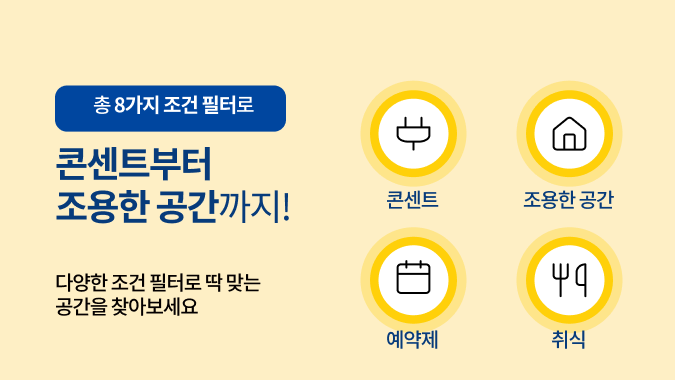 총 8가지 조건 필터로
콘센트부터
조용한 공간까지!
다양한 조건 필터로 딱 맞는
공간을 찾아보세요
콘센트
조용한 공간
예약제
취식